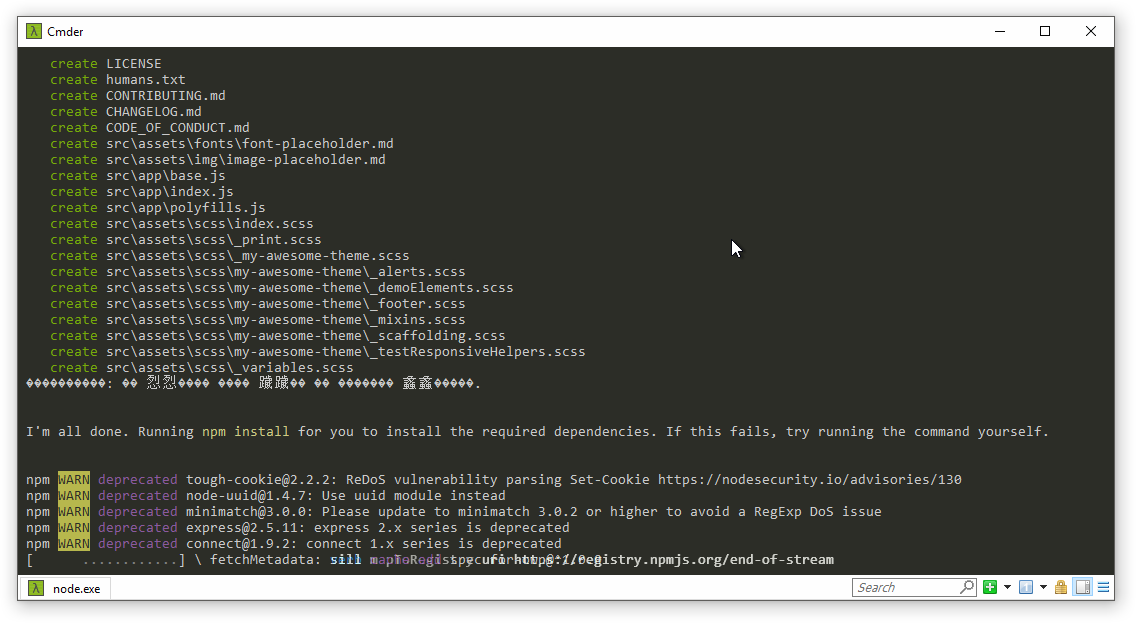 Cmder
create LICENSE
create humans.txt
create CONTRIBUTING.md
create CHANGELOG.md
create CODE_OF_CONDUCT.md
create src\assets\fonts\font-placeholder.md
create src\assets\img\image-placeholder.md
create src\app\base.js
create src\app\index.js
create src\app\polyfills.js
create src\assets\scss\index.scss
create src\assets\scss\_print.scss
create src\assets\scss\_my-awesome-theme.scss
create src\assets\scss\my-awesome-theme\_alerts.scss
create src\assets\scss\my-awesome-theme\_demoElements.scss
create src\assets\scss\my-awesome-theme\_footer.scss
create src\assets\scss\my-awesome-theme\_mixins.scss
create src\assets\scss\my-awesome-theme\_scaffolding.scss
create src\assets\scss\my-awesome-theme\_testResponsiveHelpers.scss
create src\assets\scss\_variables.scss
I'm all done. Running npm install for you to install the required dependencies. If this fails, try running the command yourself.
npm WARN deprecated tough-cookie@2.2.2: ReDoS vulnerability parsing Set-Cookie https://nodesecurity.io/advisories/130
npm WARN deprecated node-uuid@1.4.7: Use uuid module instead
npm WARN deprecated minimatch@3.0.0: Please update to minimatch 3.0.2 or higher to avoid a RegExp DoS issue
npm WARN deprecated express@2.5.11: express 2.x series is deprecated
npm WARN deprecated connect@1.9.2: connect 1.x series is deprecated
[ ............] \ fetchMetadata: sill /registry.npmjs.org/end-of-stream
node.exe
Search